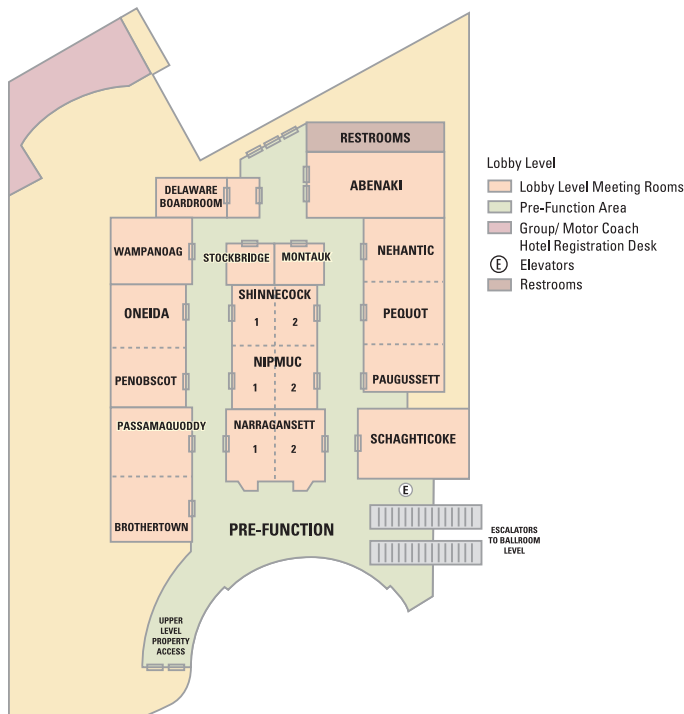 RESTROOMS
ABENAKI
DELAWARE
BOARDROOM
WAMPANOAG
STOCKBRIDGE
MONTAUK
NEHANTIC
ONEIDA
SHINNECOCK
1
2
PEQUOT
PENOBSCOT
NIPMUC
1
2
PAUGUSSETT
PASSAMAQUODDY
NARRAGANSETT
1
2
SCHAGHTICOKE
BROTHERTOWN
PRE-FUNCTION
E
ESCALATORS
TO BALLROOM
LEVEL
UPPER
LEVEL
PROPERTY
ACCESS
Lobby Level
Lobby Level Meeting Rooms
Pre-Function Area
Group/ Motor Coach
Hotel Registration Desk
E Elevators
Restrooms